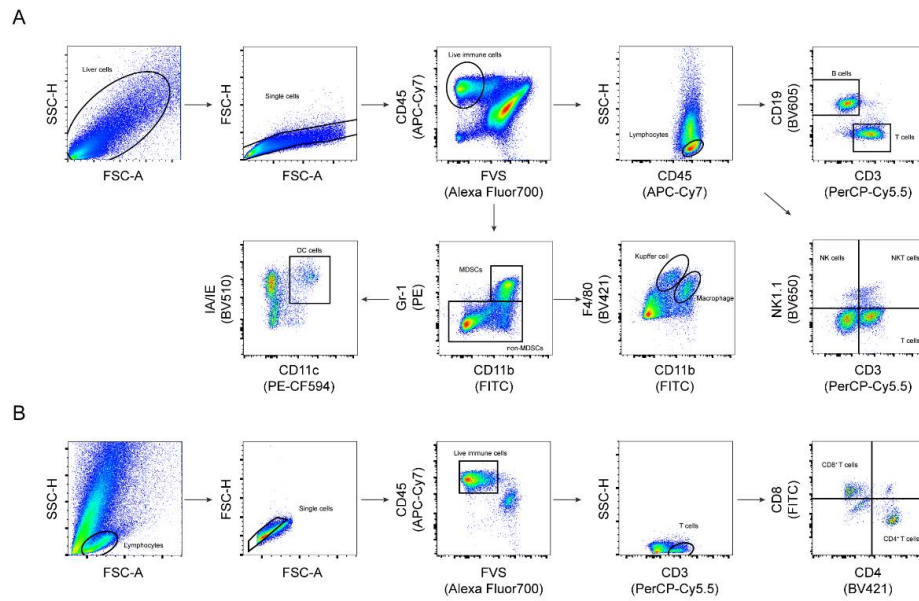 A
SSC-H
Liver cells
FSC-A
FSC-H
Single cells
FSC-A
CD45
(APC-Cy7)
Live immune cells
FVS
(Alexa Fluor700)
SSC-H
Lymphocytes
CD45
(APC-Cy7)
CD19
(BV605)
B cells
T cells
CD3
(PerCP-Cy5.5)
IA/IE
(BV510)
DC cells
CD11c
(PE-CF594)
Gr-1
(PE)
MDSCs
non-MDSCs
CD11b
(FITC)
F4/80
(BV421)
Kupffer cell
Macrophage
CD11b
(FITC)
NK1.1
(BV650)
NK cells
NKT cells
T cells
CD3
(PerCP-Cy5.5)
B
SSC-H
Lymphocytes
FSC-A
FSC-H
Single cells
FSC-A
CD45
(APC-Cy7)
Live immune cells
FVS
(Alexa Fluor700)
SSC-H
T cells
CD3
(PerCP-Cy5.5)
CD8
(FITC)
CD8⁺ T cells
CD4⁺ T cells
CD4
(BV421)